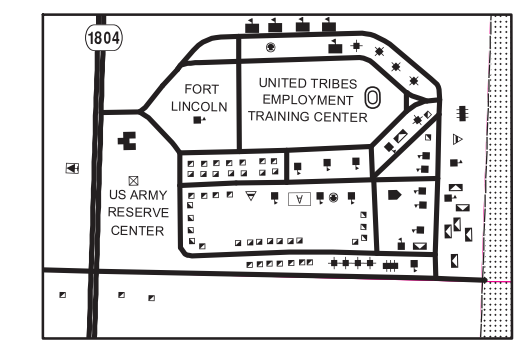 1804
FORT
LINCOLN
UNITED TRIBES
EMPLOYMENT
TRAINING CENTER
US ARMY
RESERVE
CENTER
A